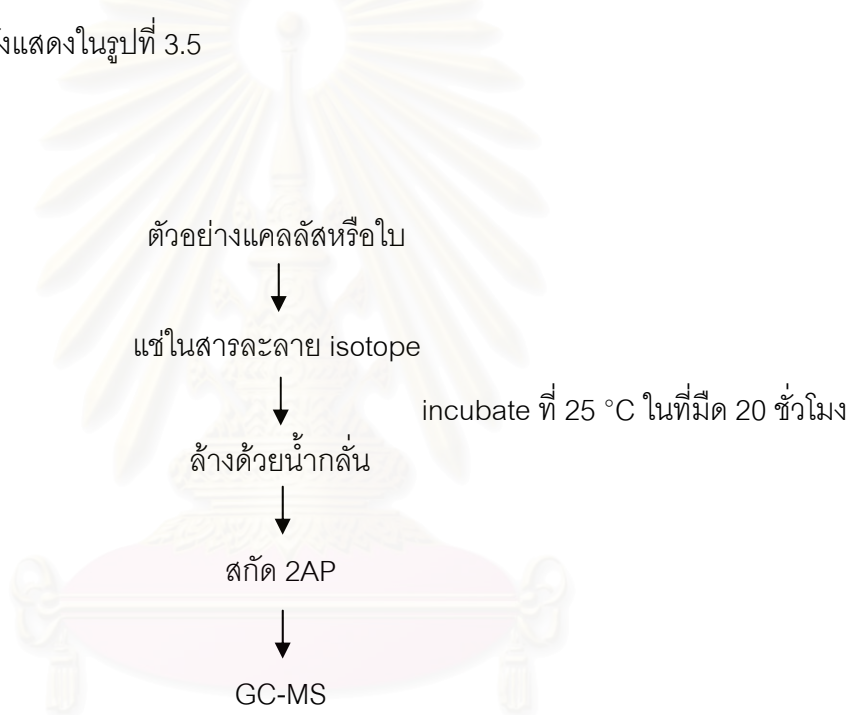 ังแสดงในรูปที่ 3.5
ตัวอย่างแคลลัสหรือใบ
แช่ในสารละลาย isotope
incubate ที่ 25 °C ในที่มืด 20 ชั่วโมง
ล้างด้วยน้ำกลั่น
สกัด 2AP
GC-MS